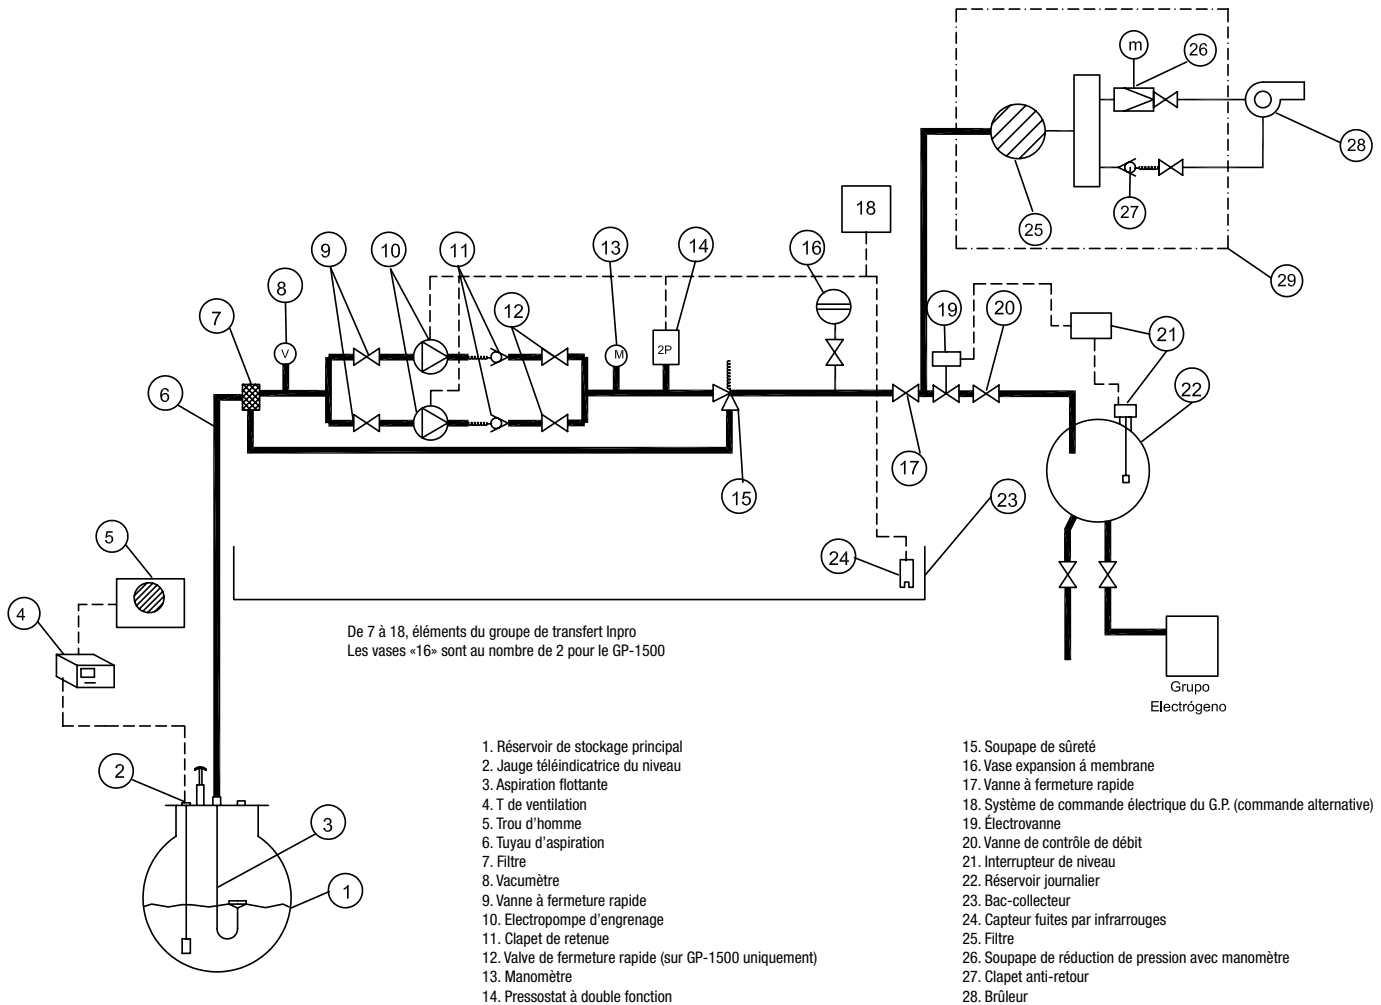 m
26
28
25
27
29
18
8
9
10
11
13
14
16
7
12
19
20
21
V
2P
M
6
22
17
15
23
5
24
4
De 7 à 18, éléments du groupe de transfert Inpro
Les vases «16» sont au nombre de 2 pour le GP-1500
Grupo
Electrógeno
2
3
1
1. Réservoir de stockage principal
2. Jauge téléindicatrice du niveau
3. Aspiration flottante
4. T de ventilation
5. Trou d'homme
6. Tuyau d'aspiration
7. Filtre
8. Vacumètre
9. Vanne à fermeture rapide
10. Electropompe d'engrenage
11. Clapet de retenue
12. Valve de fermeture rapide (sur GP-1500 uniquement)
13. Manomètre
14. Pressostat à double fonction
15. Soupape de sûreté
16. Vase expansion á membrane
17. Vanne à fermeture rapide
18. Système de commande électrique du G.P. (commande alternative)
19. Électrovanne
20. Vanne de contrôle de débit
21. Interrupteur de niveau
22. Réservoir journalier
23. Bac-collecteur
24. Capteur fuites par infrarrouges
25. Filtre
26. Soupape de réduction de pression avec manomètre
27. Clapet anti-retour
28. Brûleur